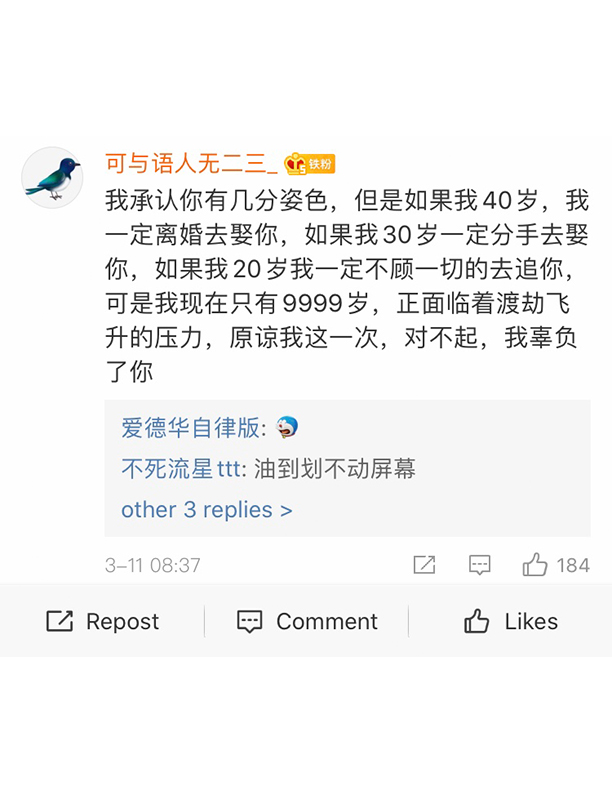 可与语人无二三_ 5 铁粉
我承认你有几分姿色，但是如果我40岁，我
一定离婚去娶你，如果我30岁一定分手去娶
你，如果我20岁我一定不顾一切的去追你，
可是我现在只有9999岁，正面临着渡劫飞
升的压力，原谅我这一次，对不起，我辜负
了你
爱德华自律版:
不死流星ttt: 油到划不动屏幕
other 3 replies >
3-11 08:37 184
Repost Comment Likes